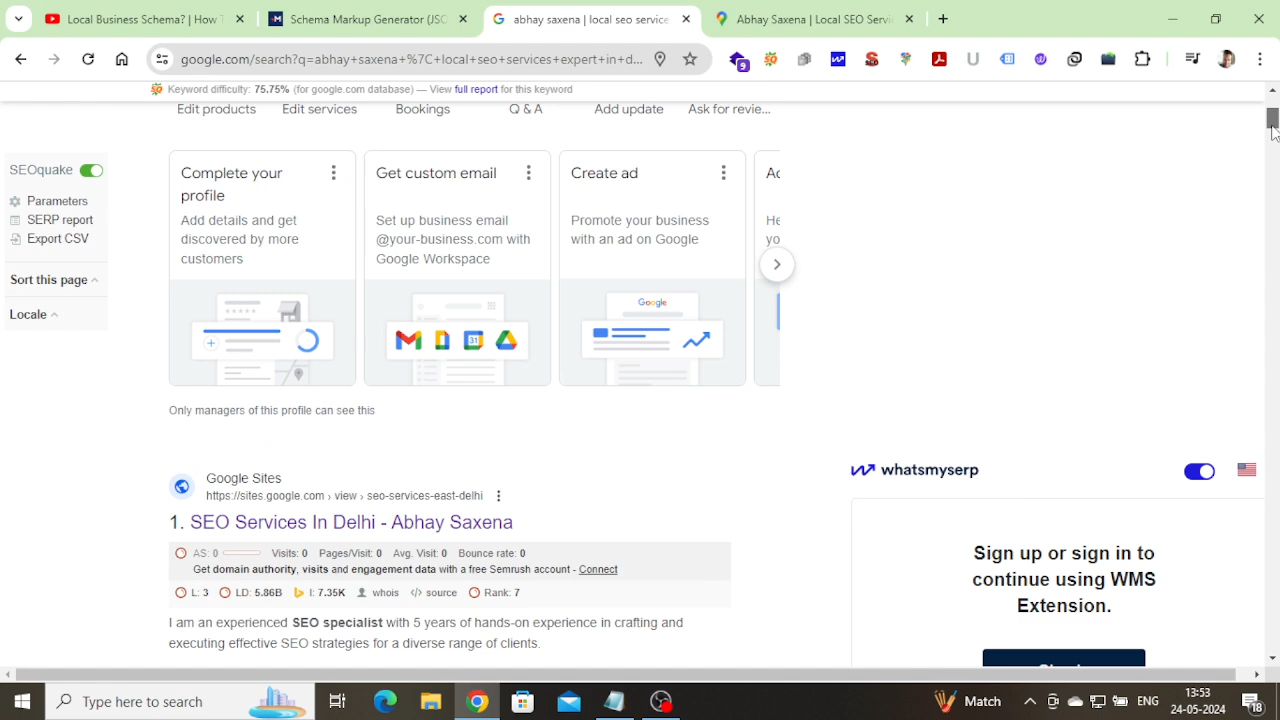 Local Business Schema? | How T
Schema Markup Generator (JSC
abhay saxena | local seo service
Abhay Saxena | Local SEO Servi
google.com/search?q=abhay+saxena+%7C+local+seo+services+expert+in+d...
9
Keyword difficulty: 75.75% (for google.com database) — View full report for this keyword
Edit products Edit services Bookings Q & A Add update Ask for revie...
SEOquake
Parameters
SERP report
Export CSV
Sort this page
Locale
Complete your
profile
Add details and get
discovered by more
customers
Get custom email
Set up business email
@your-business.com with
Google Workspace
31
Create ad
Promote your business
with an ad on Google
Google
Ac
He
yo
Only managers of this profile can see this
Google Sites
https://sites.google.com › view › seo-services-east-delhi
1. SEO Services In Delhi - Abhay Saxena
AS: 0 Visits: 0 Pages/Visit: 0 Avg. Visit: 0 Bounce rate: 0
Get domain authority, visits and engagement data with a free Semrush account - Connect
L: 3 LD: 5.86B I: 7.35K whois </> source Rank: 7
I am an experienced SEO specialist with 5 years of hands-on experience in crafting and
executing effective SEO strategies for a diverse range of clients.
whatsmyserp
Sign up or sign in to
continue using WMS
Extension.
Type here to search
Match
ENG
13:53
24-05-2024
18